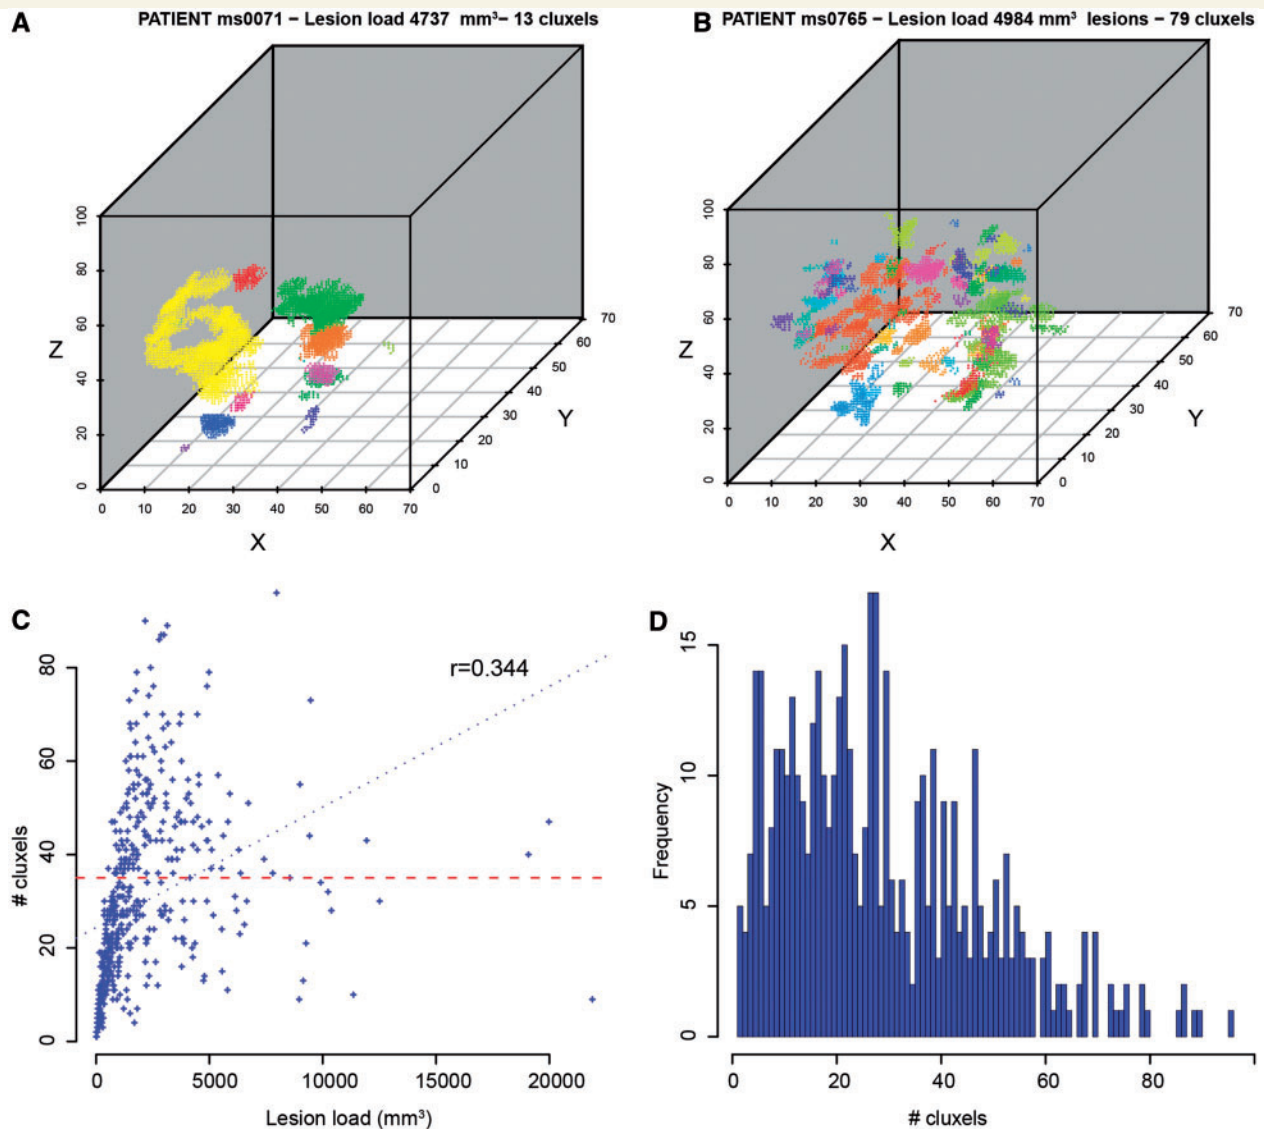 A
PATIENT ms0071 – Lesion load 4737 mm³– 13 cluxels
B
PATIENT ms0765 – Lesion load 4984 mm³ lesions – 79 cluxels
100
80
60
40
20
0
Z
0 10 20 30 40 50 60 70
X
0
10
20
30
40
50
60
70
Y
100
80
60
40
20
0
Z
0 10 20 30 40 50 60 70
X
0
10
20
30
40
50
60
70
Y
C
r=0.344
# cluxels
80
60
40
20
0
0 5000 10000 15000 20000
Lesion load (mm³)
D
Frequency
15
10
5
0
0 20 40 60 80
# cluxels